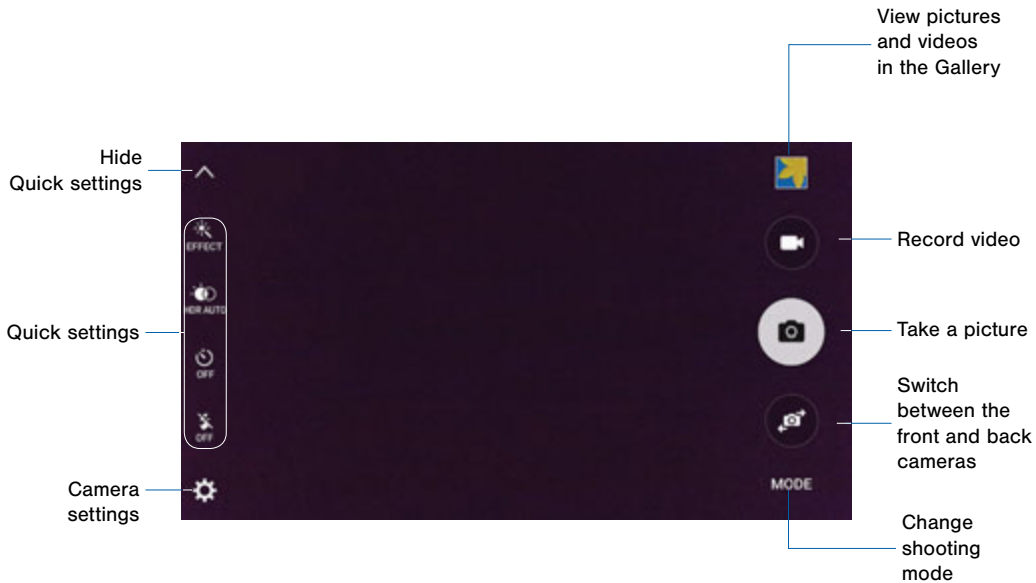 View pictures
and videos
in the Gallery
Hide
Quick settings
EFFECT
HDR AUTO
Quick settings
OFF
OFF
Camera
settings
Record video
Take a picture
Switch
between the
front and back
cameras
MODE
Change
shooting
mode